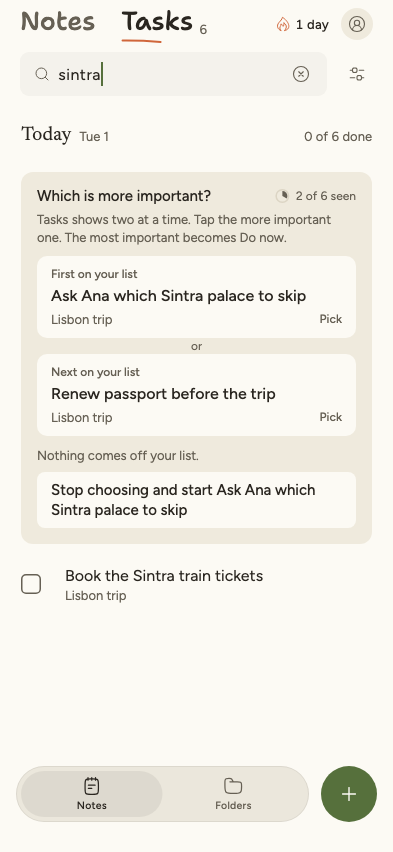 Notes Tasks 6
1 day
sintra
Today Tue 1
0 of 6 done
Which is more important?
2 of 6 seen
Tasks shows two at a time. Tap the more important
one. The most important becomes Do now.
First on your list
Ask Ana which Sintra palace to skip
Lisbon trip
Pick
or
Next on your list
Renew passport before the trip
Lisbon trip
Pick
Nothing comes off your list.
Stop choosing and start Ask Ana which
Sintra palace to skip
Book the Sintra train tickets
Lisbon trip
Notes
Folders